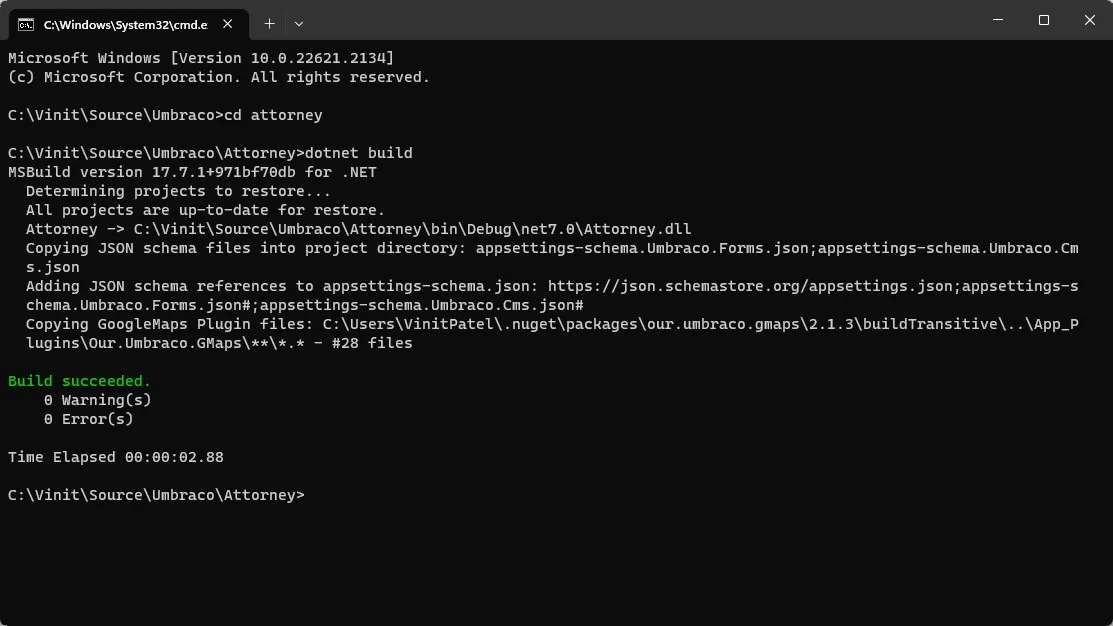 C:\Windows\System32\cmd.e
Microsoft Windows [Version 10.0.22621.2134]
(c) Microsoft Corporation. All rights reserved.
C:\Vinit\Source\Umbraco>cd attorney
C:\Vinit\Source\Umbraco\Attorney>dotnet build
MSBuild version 17.7.1+971bf70db for .NET
Determining projects to restore...
All projects are up-to-date for restore.
Attorney -> C:\Vinit\Source\Umbraco\Attorney\bin\Debug\net7.0\Attorney.dll
Copying JSON schema files into project directory: appsettings-schema.Umbraco.Forms.json;appsettings-schema.Umbraco.Cm
s.json
Adding JSON schema references to appsettings-schema.json: https://json.schemastore.org/appsettings.json;appsettings-s
chema.Umbraco.Forms.json#;appsettings-schema.Umbraco.Cms.json#
Copying GoogleMaps Plugin files: C:\Users\VinitPatel\.nuget\packages\our.umbraco.gmaps\2.1.3\buildTransitive\..\App_P
lugins\Our.Umbraco.GMaps\**\*.* - #28 files
Build succeeded.
0 Warning(s)
0 Error(s)
Time Elapsed 00:00:02.88
C:\Vinit\Source\Umbraco\Attorney>